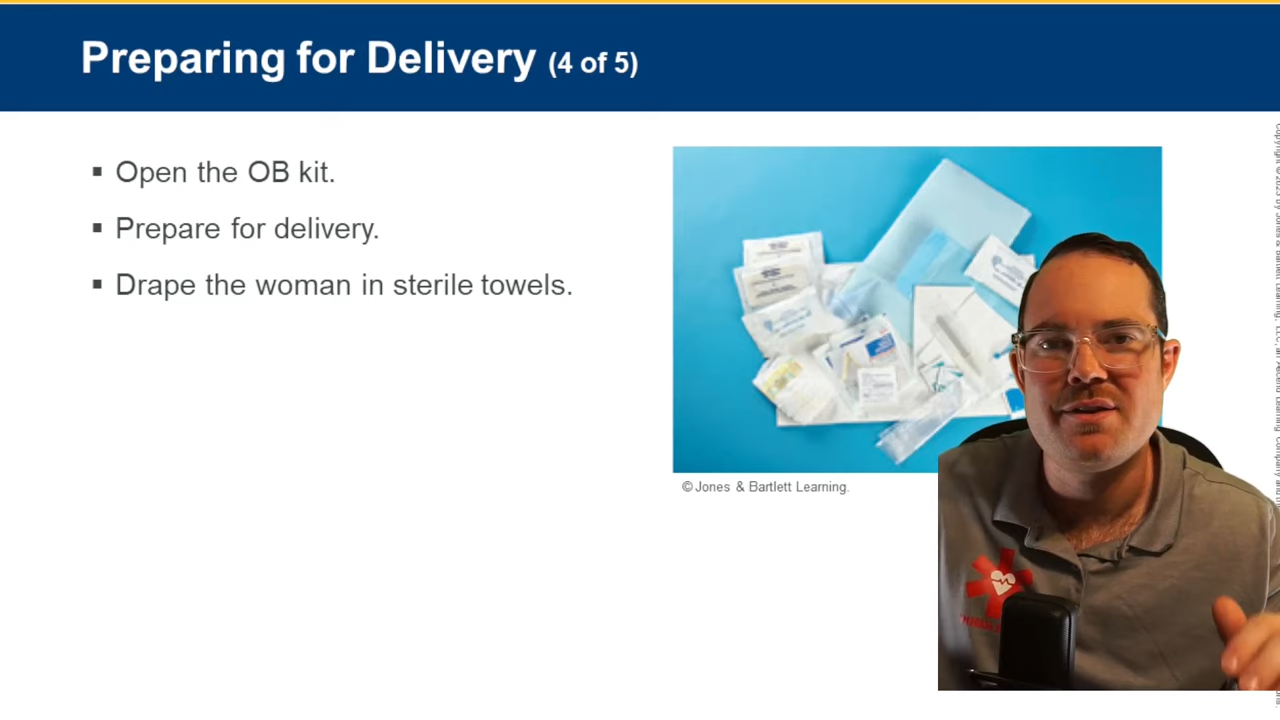 Preparing for Delivery (4 of 5)
▪ Open the OB kit.
▪ Prepare for delivery.
▪ Drape the woman in sterile towels.
© Jones & Bartlett Learning.